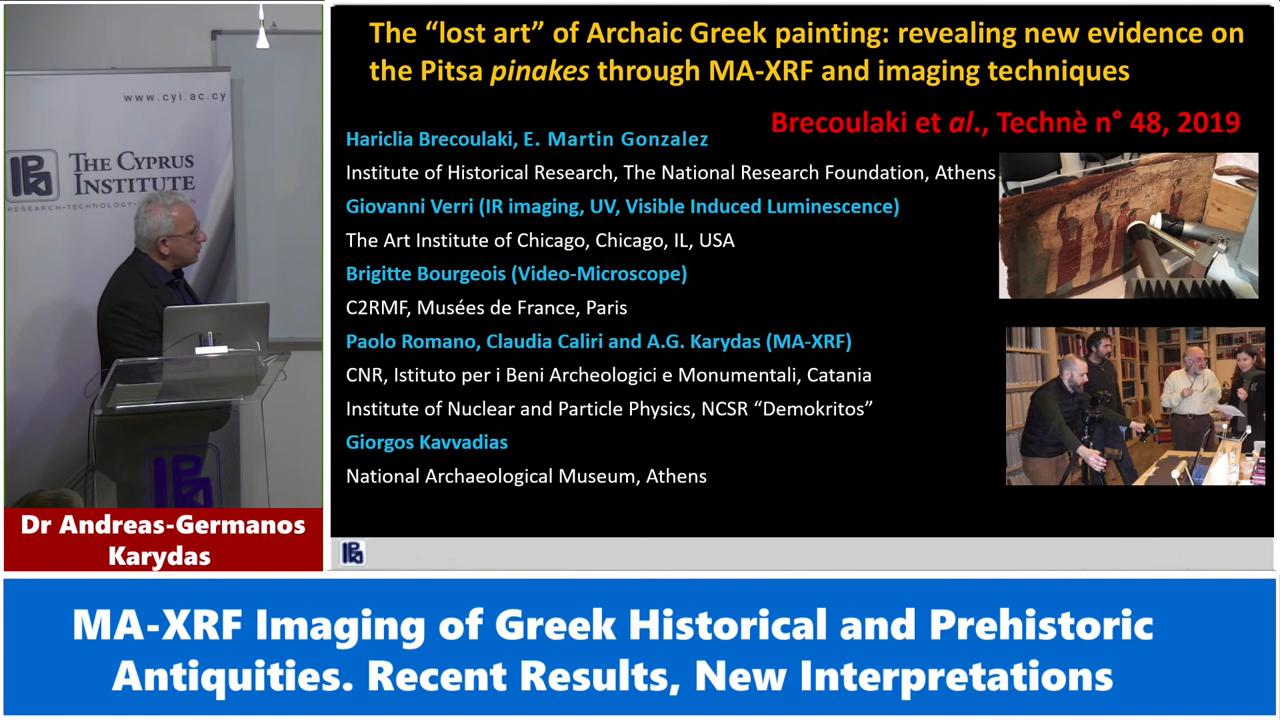 www.cyi.ac.cy
THE CYPRUS
INSTITUTE
Dr Andreas-Germanos
Karydas
The “lost art” of Archaic Greek painting: revealing new evidence on
the Pitsa pinakes through MA-XRF and imaging techniques
Brecoulaki et al., Technè n° 48, 2019
Hariclia Brecoulaki, E. Martin Gonzalez
Institute of Historical Research, The National Research Foundation, Athens
Giovanni Verri (IR imaging, UV, Visible Induced Luminescence)
The Art Institute of Chicago, Chicago, IL, USA
Brigitte Bourgeois (Video-Microscope)
C2RMF, Musées de France, Paris
Paolo Romano, Claudia Caliri and A.G. Karydas (MA-XRF)
CNR, Istituto per i Beni Archeologici e Monumentali, Catania
Institute of Nuclear and Particle Physics, NCSR “Demokritos”
Giorgos Kavvadias
National Archaeological Museum, Athens
MA-XRF Imaging of Greek Historical and Prehistoric
Antiquities. Recent Results, New Interpretations